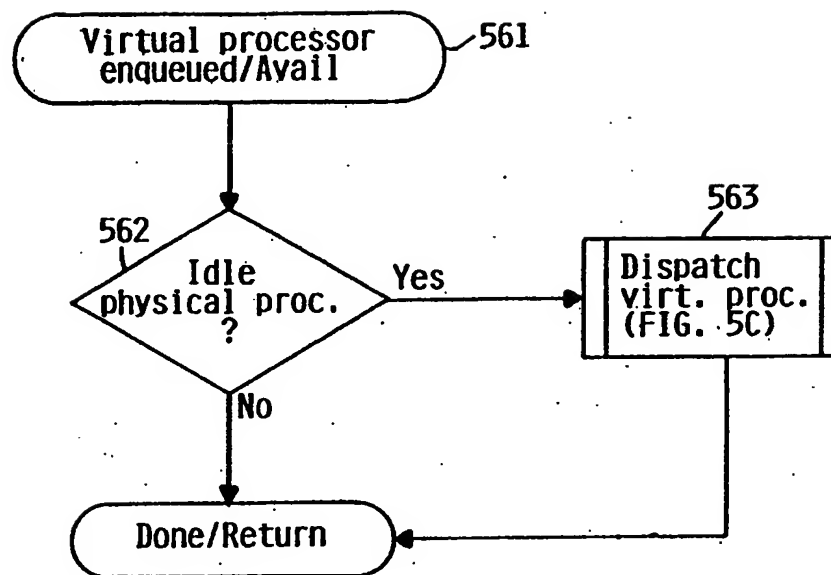 Virtual processor
enqueued/Avail
561
562
Idle
physical proc.
?
Yes
563
Dispatch
virt. proc.
(FIG. 5C)
No
Done/Return